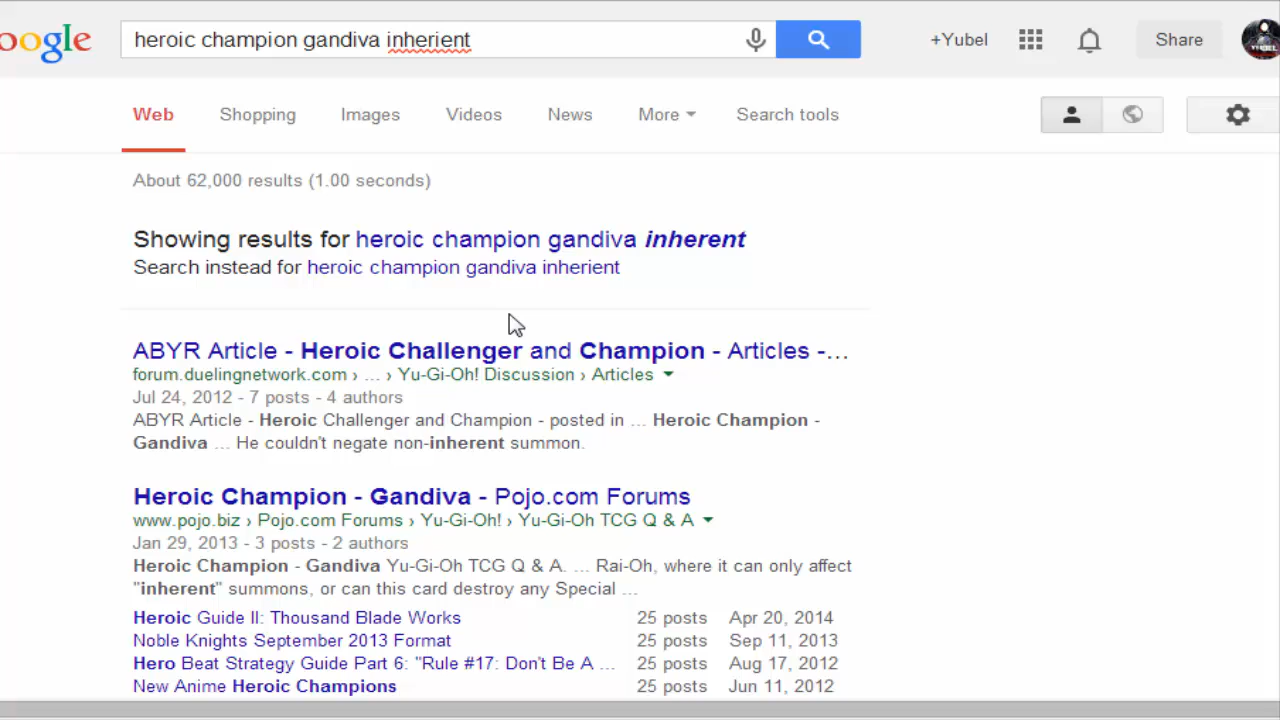 oogle heroic champion gandiva inherient +Yubel Share
Web Shopping Images Videos News More Search tools
About 62,000 results (1.00 seconds)
Showing results for heroic champion gandiva inherent
Search instead for heroic champion gandiva inherient
ABYR Article - Heroic Challenger and Champion - Articles -...
forum.duelingnetwork.com › ... › Yu-Gi-Oh! Discussion › Articles
Jul 24, 2012 - 7 posts - 4 authors
ABYR Article - Heroic Challenger and Champion - posted in ... Heroic Champion -
Gandiva ... He couldn't negate non-inherent summon.
Heroic Champion - Gandiva - Pojo.com Forums
www.pojo.biz › Pojo.com Forums › Yu-Gi-Oh! › Yu-Gi-Oh TCG Q & A
Jan 29, 2013 - 3 posts - 2 authors
Heroic Champion - Gandiva Yu-Gi-Oh TCG Q & A. ... Rai-Oh, where it can only affect
"inherent" summons, or can this card destroy any Special ...
Heroic Guide II: Thousand Blade Works 25 posts Apr 20, 2014
Noble Knights September 2013 Format 25 posts Sep 11, 2013
Hero Beat Strategy Guide Part 6: "Rule #17: Don't Be A ... 25 posts Aug 17, 2012
New Anime Heroic Champions 25 posts Jun 11, 2012